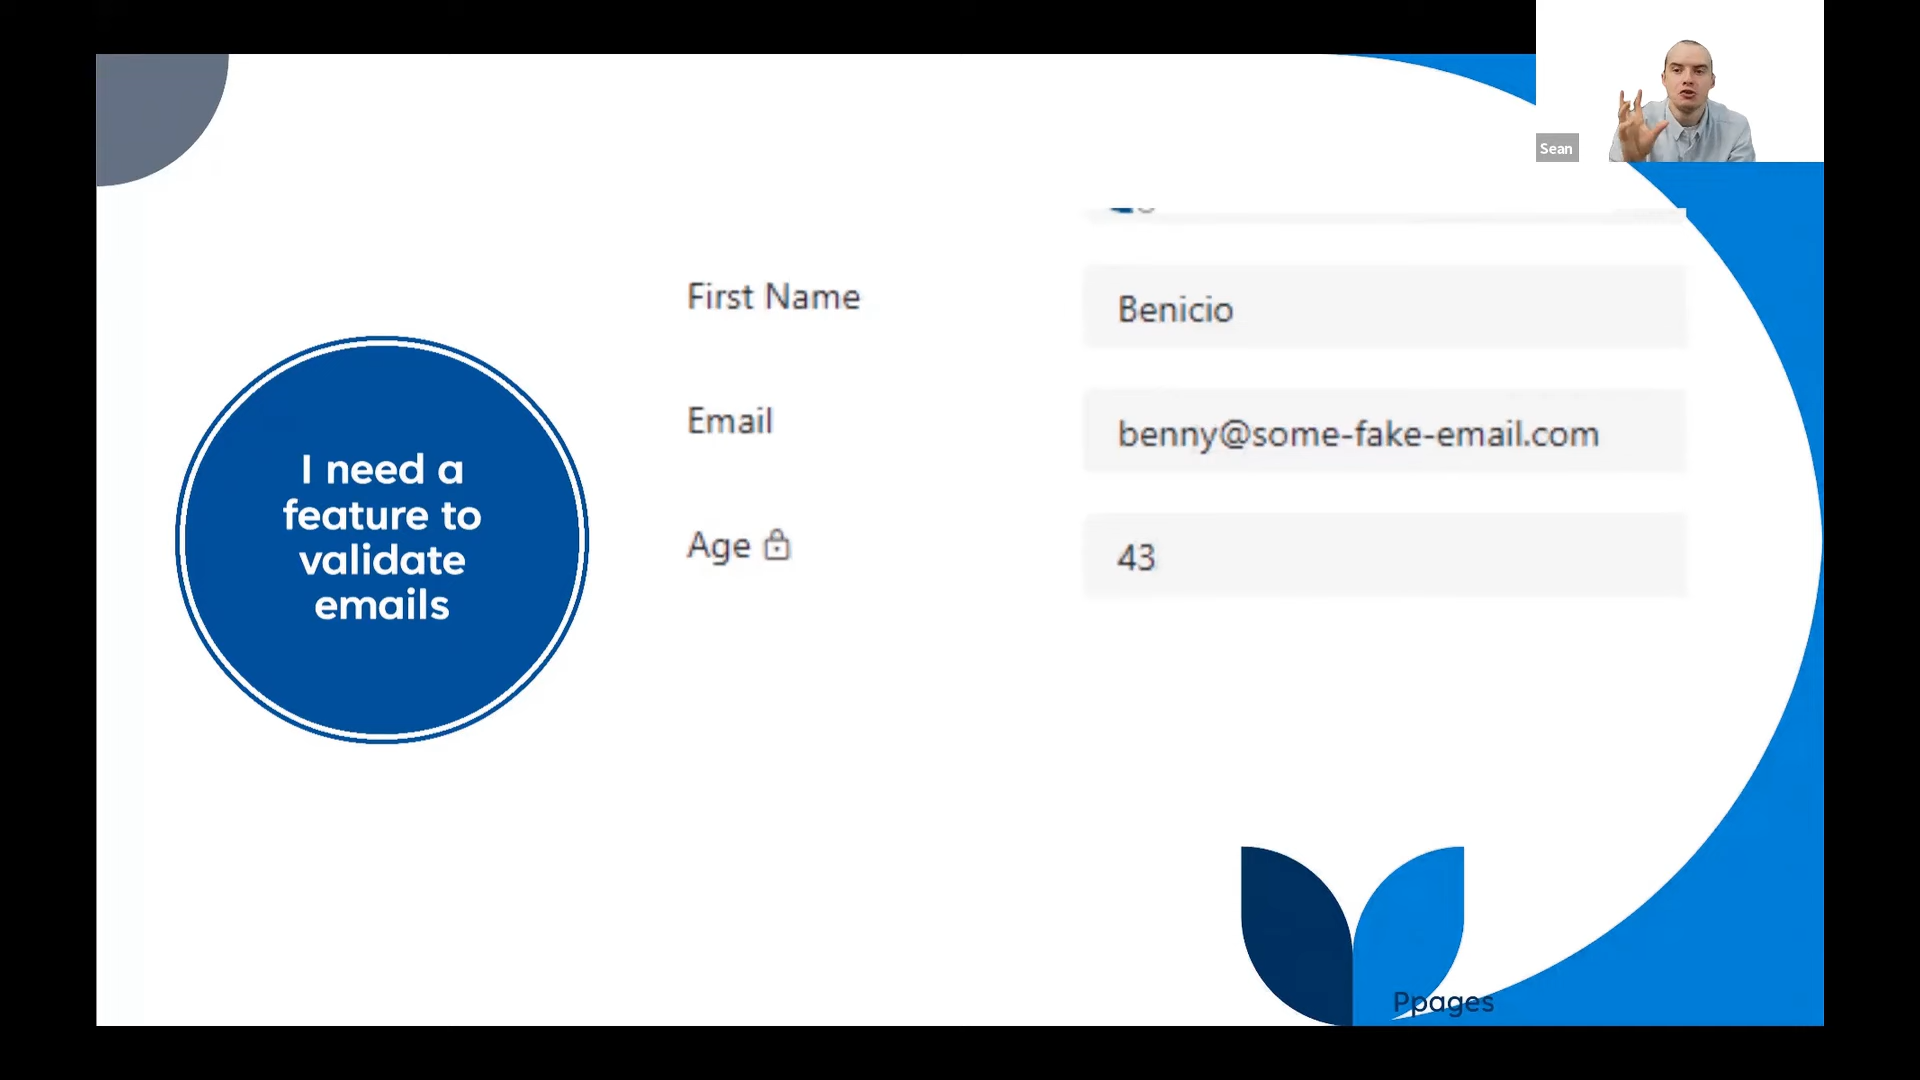 Sean
First Name
Benicio
Email
benny@some-fake-email.com
Age
43
I need a
feature to
validate
emails
Ppages